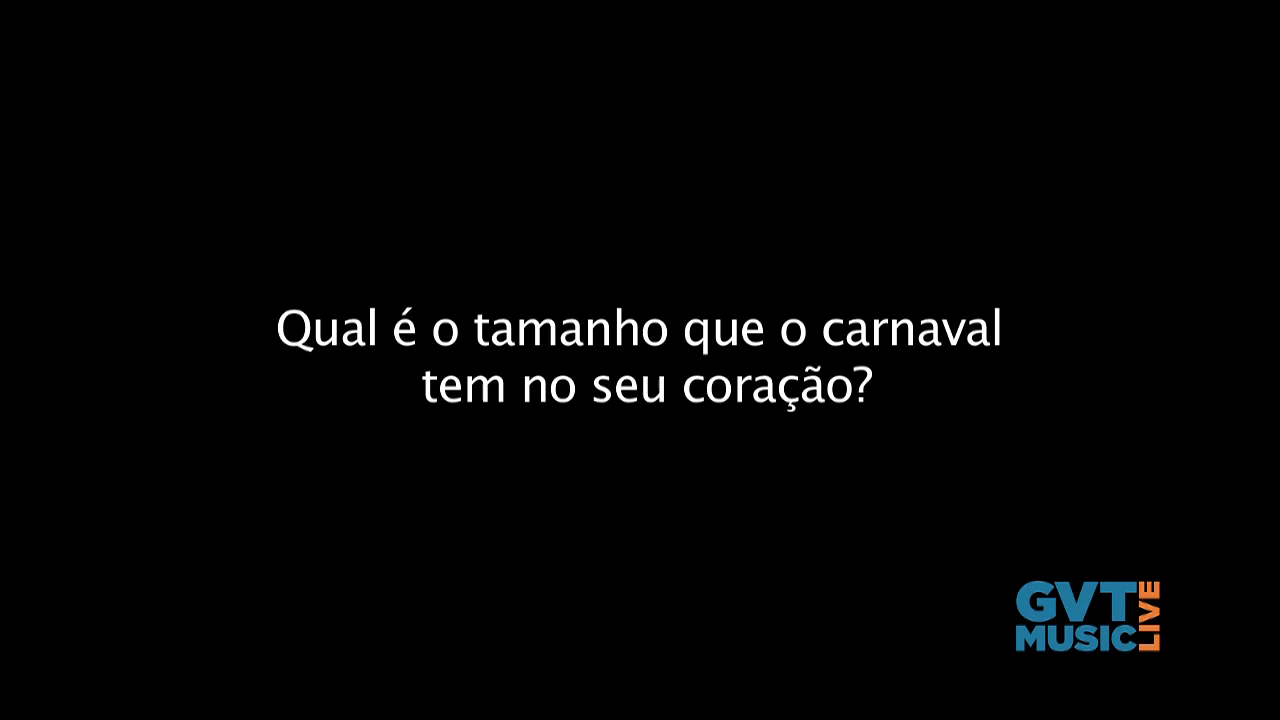 Qual é o tamanho que o carnaval
tem no seu coração?
GVT
MUSIC
LIVE